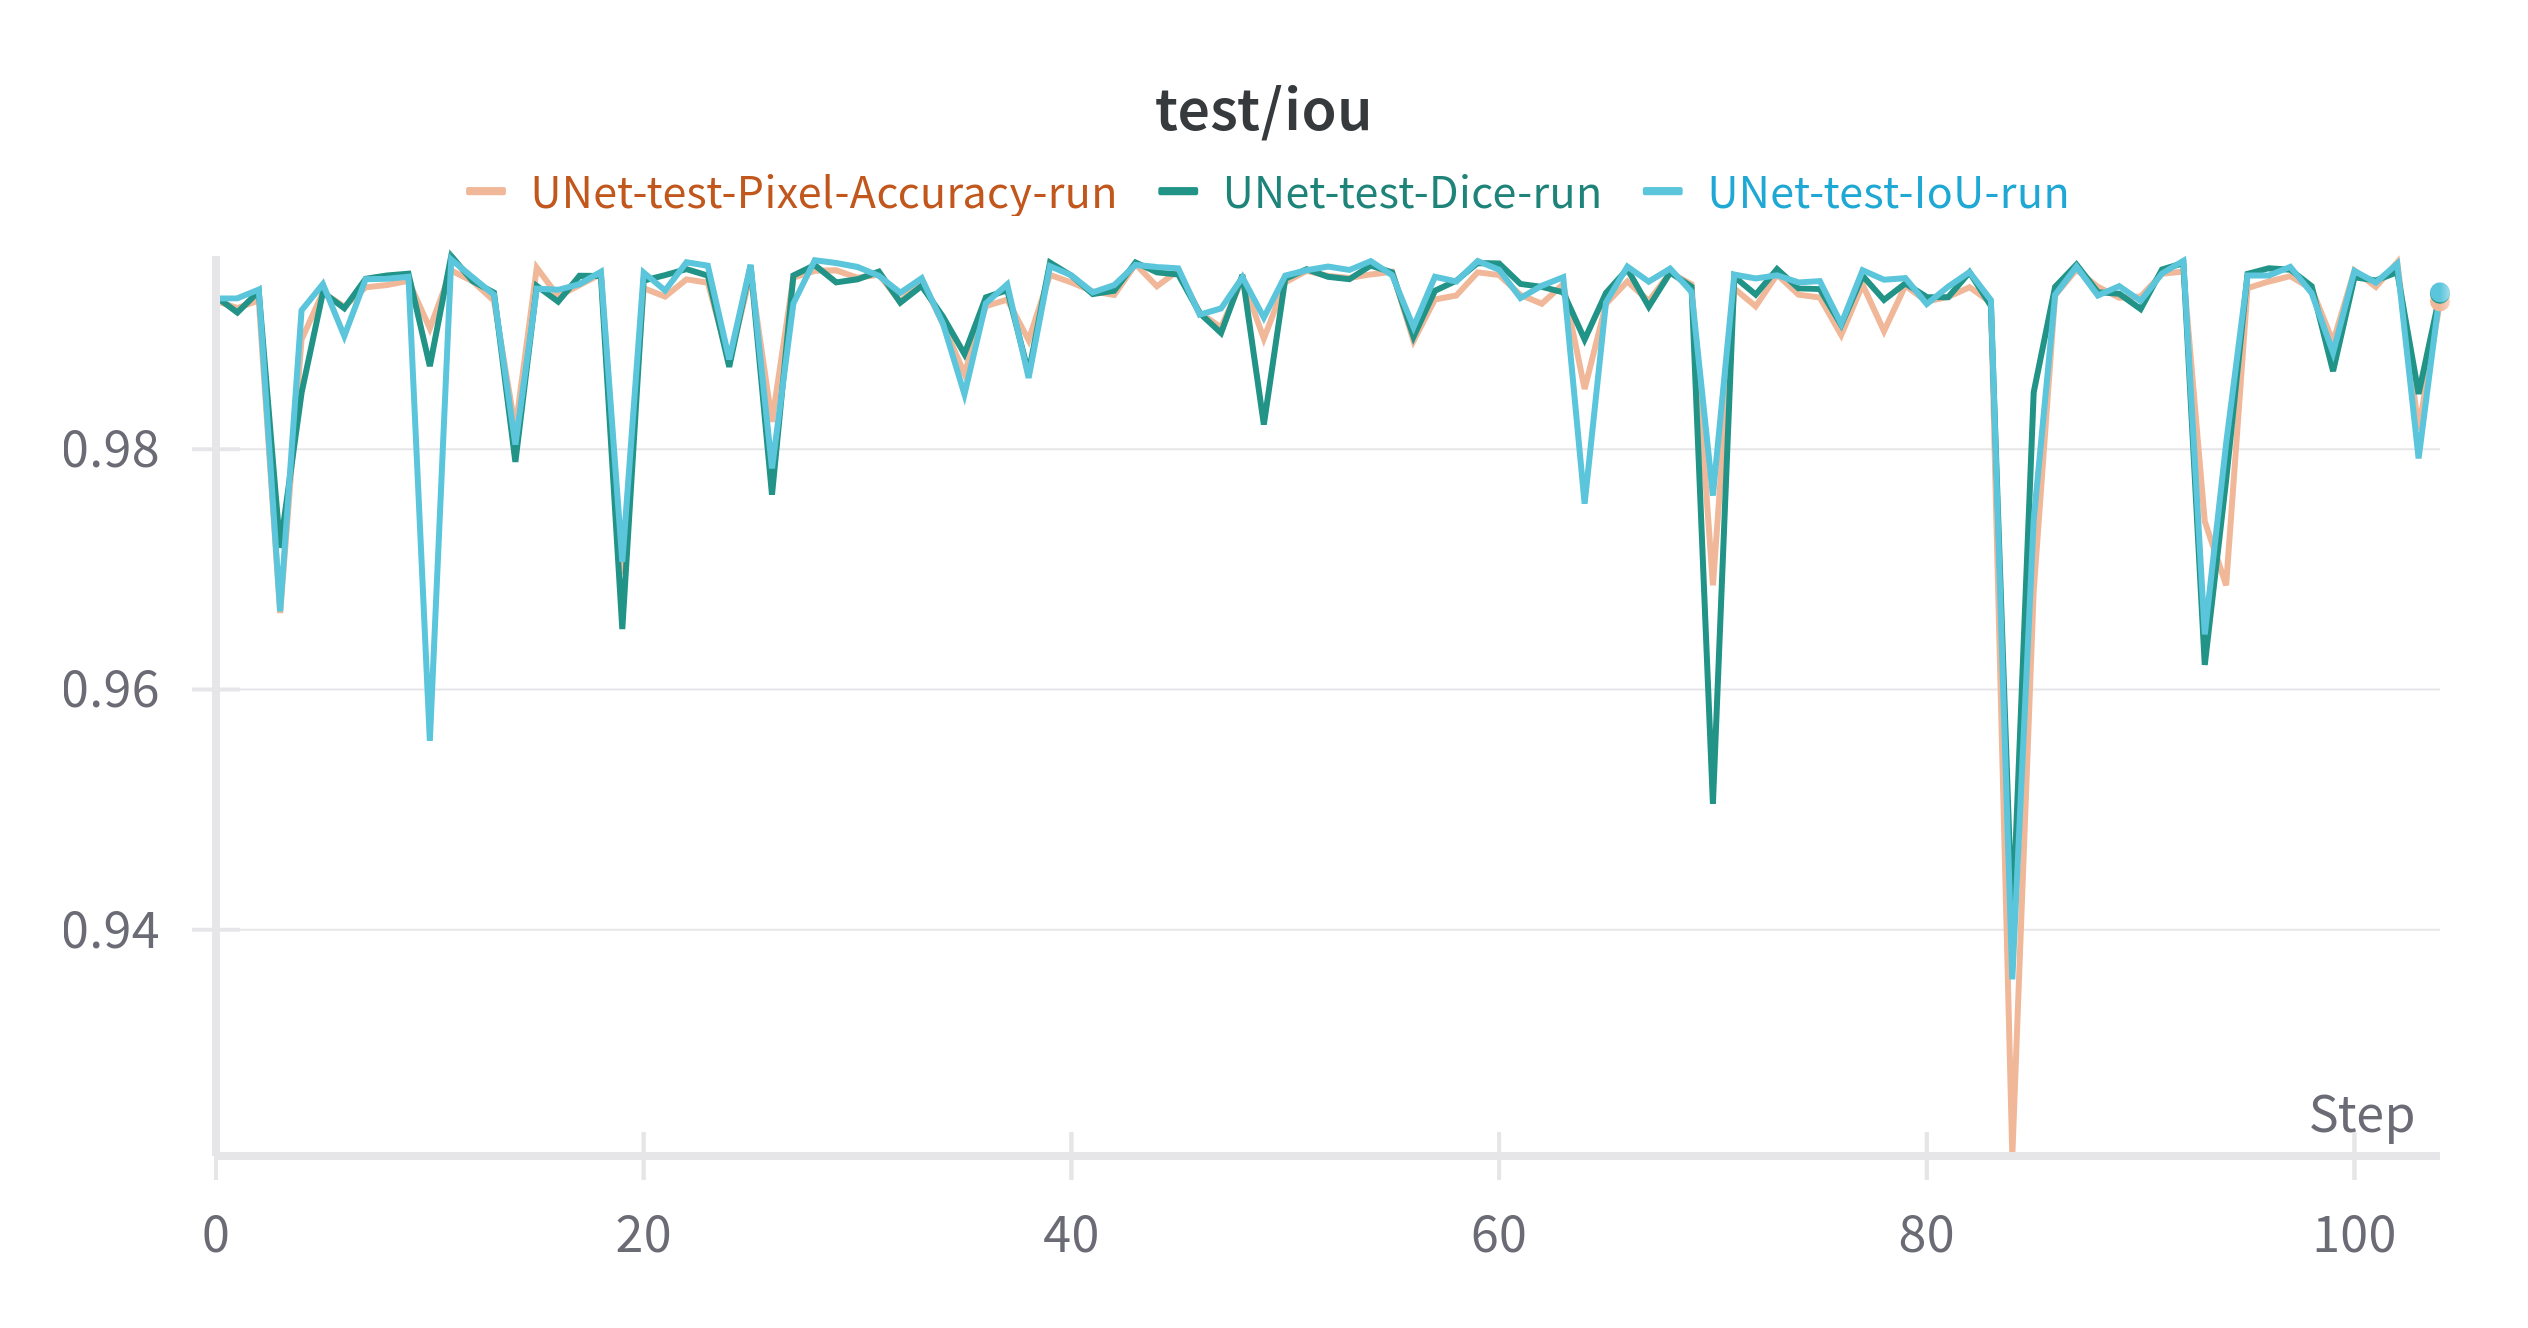 test/iou
UNet-test-Pixel-Accuracy-run UNet-test-Dice-run UNet-test-IoU-run
0.98
0.96
0.94
Step
0 20 40 60 80 100